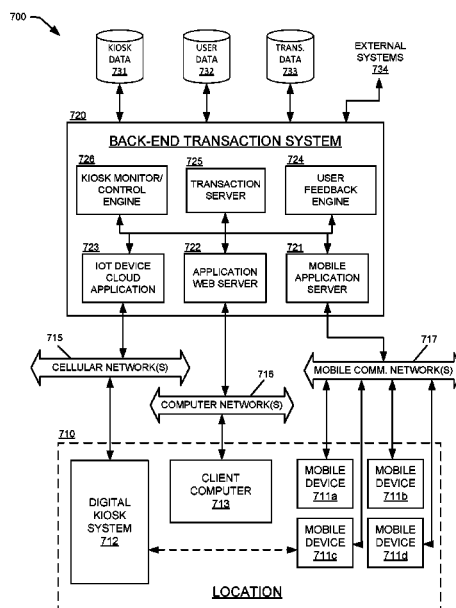 700
KIOSK
DATA
731
USER
DATA
732
TRANS.
DATA
733
EXTERNAL
SYSTEMS
734
720
BACK-END TRANSACTION SYSTEM
726
KIOSK MONITOR/
CONTROL
ENGINE
725
TRANSACTION
SERVER
724
USER
FEEDBACK
ENGINE
723
IOT DEVICE
CLOUD
APPLICATION
722
APPLICATION
WEB SERVER
721
MOBILE
APPLICATION
SERVER
715
CELLULAR NETWORK(S)
716
COMPUTER NETWORK(S)
717
MOBILE COMM. NETWORK(S)
710
DIGITAL
KIOSK
SYSTEM
712
CLIENT
COMPUTER
713
MOBILE
DEVICE
711a
MOBILE
DEVICE
711b
MOBILE
DEVICE
711c
MOBILE
DEVICE
711d
LOCATION